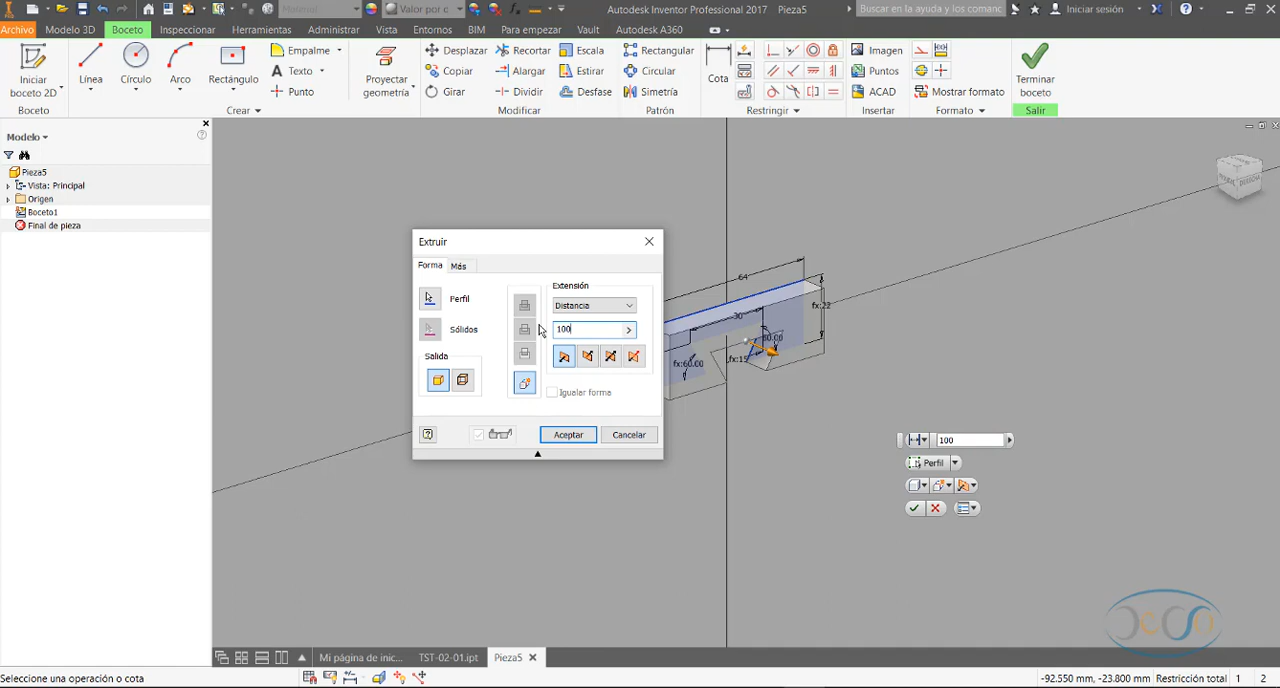 Valor por c
Autodesk Inventor Professional 2017 Pieza5
Buscar en la ayuda y los comanc
Iniciar sesión
Archivo Modelo 3D Boceto Inspeccionar Herramientas Administrar Vista Entornos BIM Para empezar Vault Autodesk A360
Iniciar boceto 2D
Línea
Círculo
Arco
Rectángulo
Empalme
Texto
Punto
Proyectar geometría
Desplazar
Copiar
Girar
Recortar
Alargar
Dividir
Escala
Estirar
Desfase
Rectangular
Circular
Simetría
Cota
Imagen
Puntos
ACAD
Mostrar formato
Terminar boceto
Boceto
Crear
Modificar
Patrón
Restringir
Insertar
Formato
Salir
Modelo
Pieza5
Vista: Principal
Origen
Boceto1
Final de pieza
Extruir
Forma
Más
Perfil
Sólidos
Salida
Extensión
Distancia
100
Igualar forma
Aceptar
Cancelar
64
30
fx:22
fx:60.00
fx:15
100
Perfil
Mi página de inic...
TST-02-01.ipt
Pieza5
Seleccione una operación o cota
-92.550 mm, -23.800 mm
Restricción total
1
2